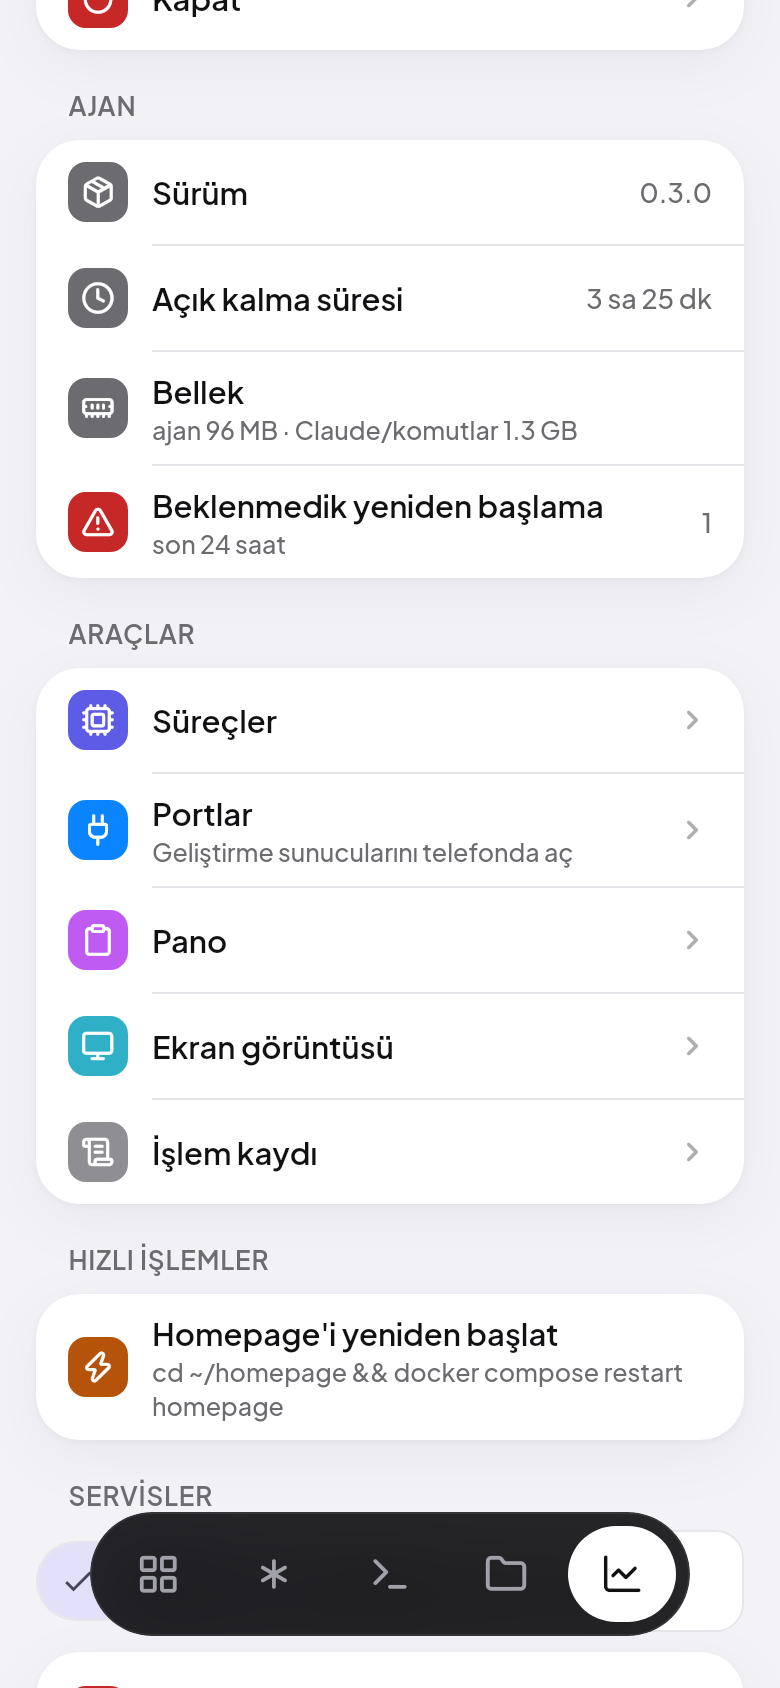 Kapat
AJAN
Sürüm
0.3.0
Açık kalma süresi
3 sa 25 dk
Bellek
ajan 96 MB · Claude/komutlar 1.3 GB
Beklenmedik yeniden başlama
1
son 24 saat
ARAÇLAR
Süreçler
Portlar
Geliştirme sunucularını telefonda aç
Pano
Ekran görüntüsü
İşlem kaydı
HIZLI İŞLEMLER
Homepage'i yeniden başlat
cd ~/homepage && docker compose restart
homepage
SERVİSLER